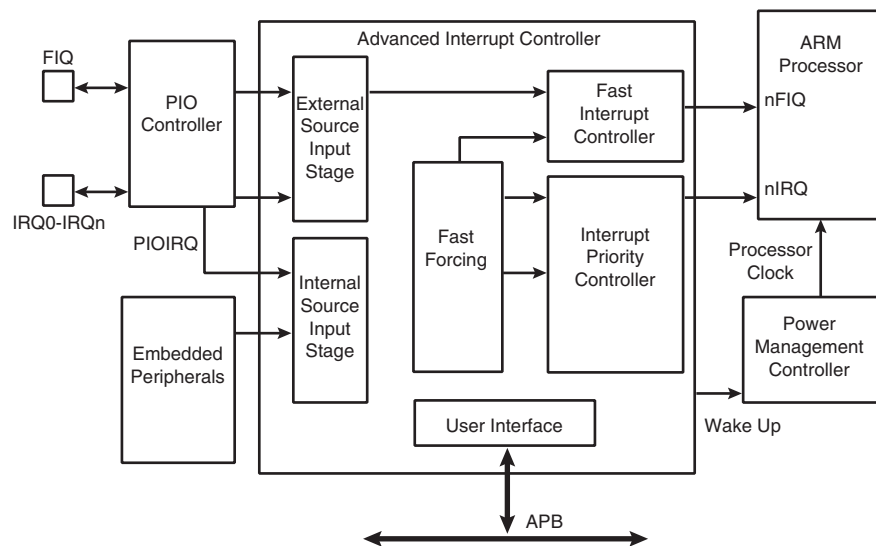 Advanced Interrupt Controller
FIQ
PIO
Controller
External
Source
Input
Stage
Fast
Interrupt
Controller
ARM
Processor
nFIQ
nIRQ
IRQ0-IRQn
PIOIRQ
Internal
Source
Input
Stage
Fast
Forcing
Interrupt
Priority
Controller
Processor
Clock
Embedded
Peripherals
Power
Management
Controller
User Interface
Wake Up
APB